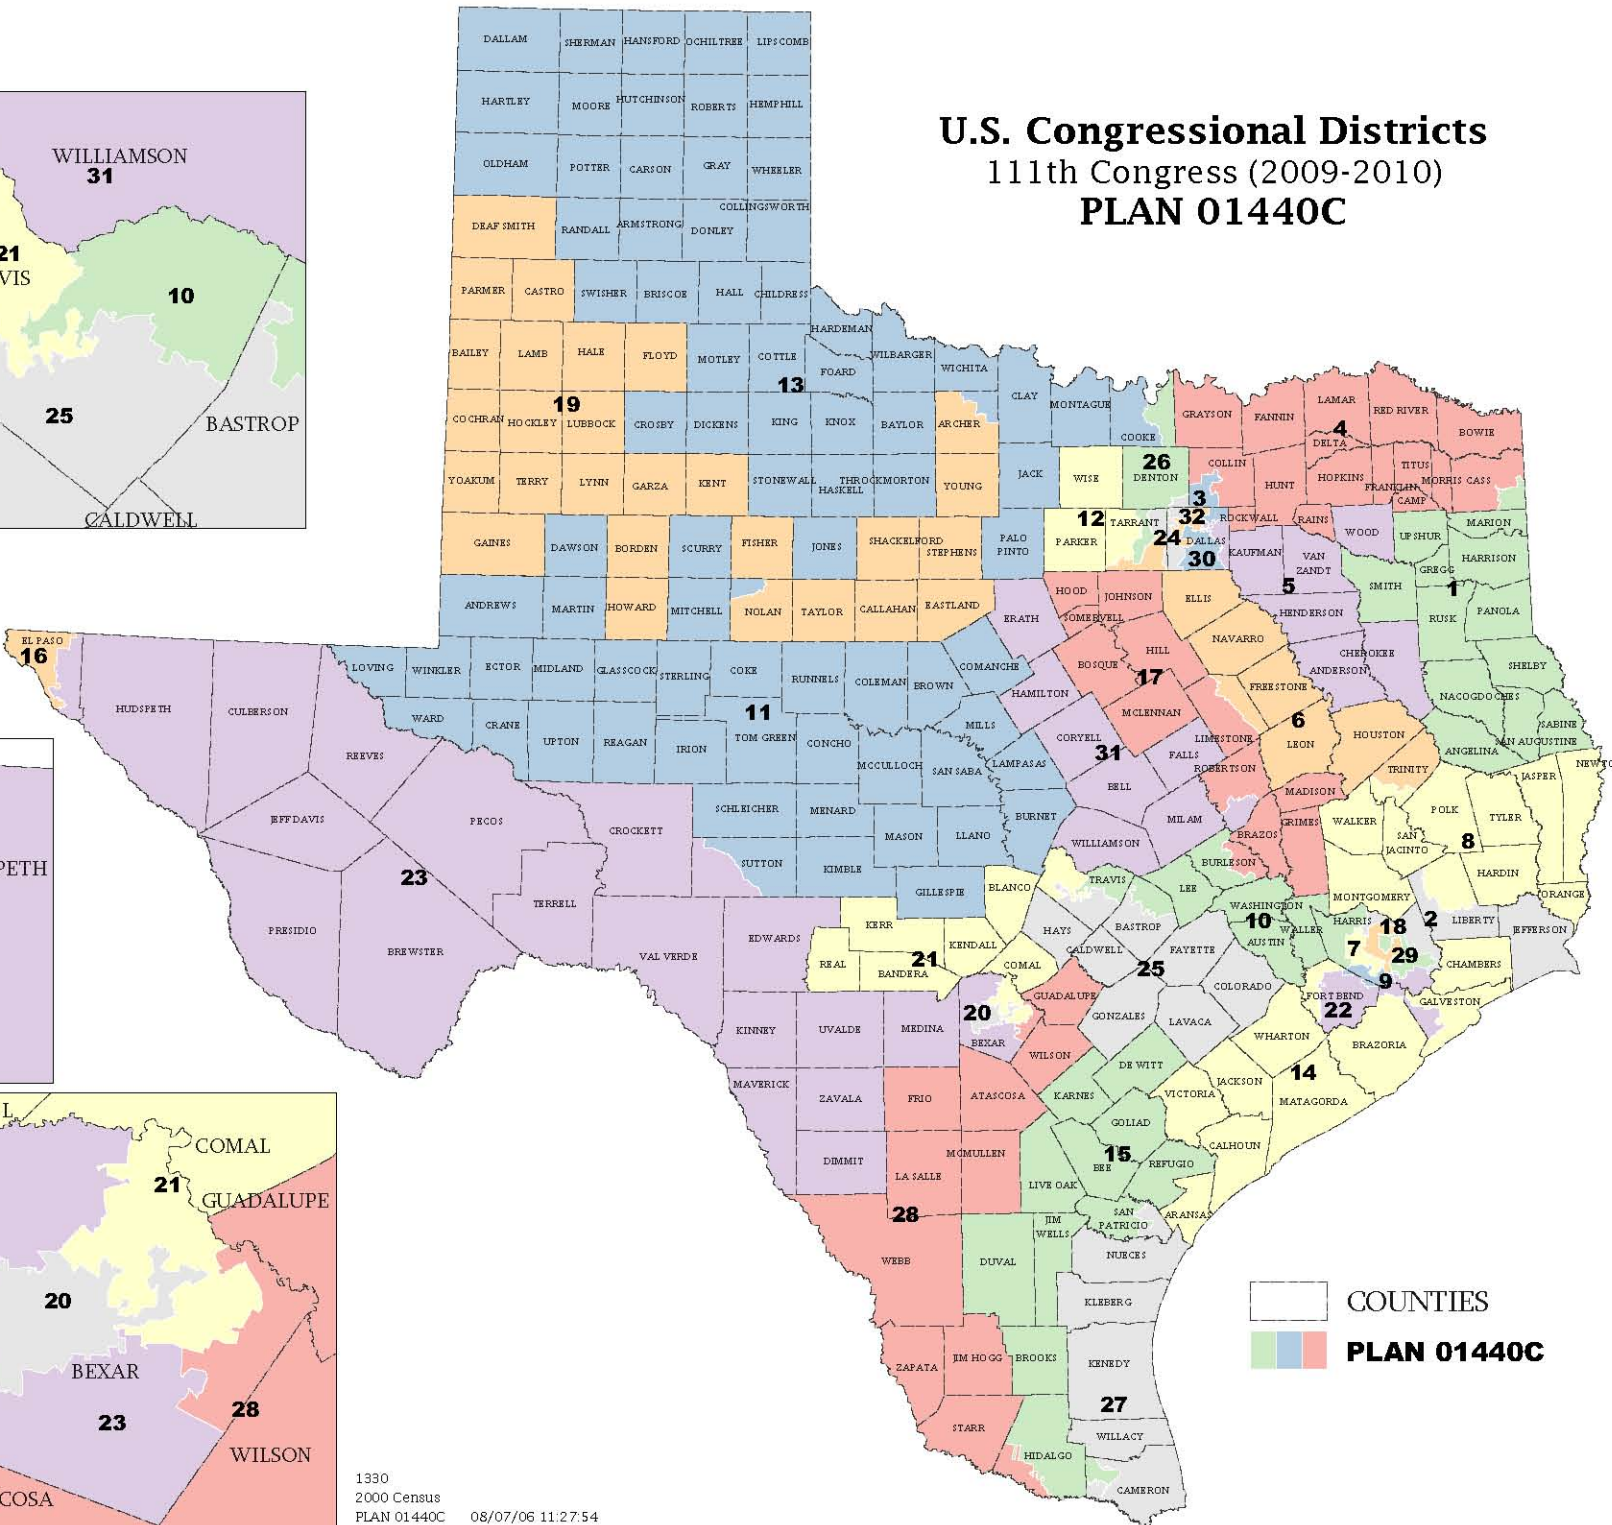 U.S. Congressional Districts
111th Congress (2009-2010)
PLAN 01440C
WILLIAMSON
31
21
VIS
10
25
BASTROP
CALDWELL
PETH
L
COMAL
21
GUADALUPE
20
BEXAR
23
28
WILSON
COSA
DALLAM
SHERMAN
HANSFORD
OCHILTREE
LIPSCOMB
HARTLEY
MOORE
HUTCHINSON
ROBERTS
HEMPHILL
OLDHAM
POTTER
CARSON
GRAY
WHEELER
COLLINGSWORTH
DEAF SMITH
RANDALL
ARMSTRONG
DONLEY
PARMER
CASTRO
SWISHER
BRISCOE
HALL
CHILDRESS
HARDEMAN
BAILEY
LAMB
HALE
FLOYD
MOTLEY
COTTLE
FOARD
WILBARGER
WICHITA
13
19
COCHRAN
HOCKLEY
LUBBOCK
CROSBY
DICKENS
KING
KNOX
BAYLOR
ARCHER
CLAY
MONTAGUE
COOKE
GRAYSON
FANNIN
LAMAR
RED RIVER
BOWIE
4
DELTA
YOAKUM
TERRY
LYNN
GARZA
KENT
STONEWALL
HASKELL
THROCKMORTON
YOUNG
JACK
WISE
26
DENTON
COLLIN
HUNT
HOPKINS
FRANKLIN
TITUS
CAMP
MORRIS
CASS
3
GAINES
DAWSON
BORDEN
SCURRY
FISHER
JONES
SHACKELFORD
STEPHENS
PALO
PINTO
12
PARKER
TARRANT
24
32
DALLAS
30
ROCKWALL
RAINS
KAUFMAN
VAN
ZANDT
WOOD
UPSHUR
MARION
HARRISON
GREGG
SMITH
1
5
ANDREWS
MARTIN
HOWARD
MITCHELL
NOLAN
TAYLOR
CALLAHAN
EASTLAND
ERATH
HOOD
SOMERVELL
JOHNSON
ELLIS
HENDERSON
RUSK
PANOLA
EL PASO
16
HUDSPETH
CULBERSON
REEVES
LOVING
WINKLER
ECTOR
MIDLAND
GLASSCOCK
STERLING
COKE
RUNNELS
COLEMAN
BROWN
COMANCHE
HAMILTON
BOSQUE
HILL
17
NAVARRO
FREESTONE
CHEROKEE
ANDERSON
SHELBY
NACOGDOCHES
SABINE
SAN AUGUSTINE
ANGELINA
WARD
CRANE
UPTON
REAGAN
IRION
11
TOM GREEN
CONCHO
MCCULLOCH
SAN SABA
MILLS
LAMPASAS
CORYELL
31
BELL
MCLENNAN
FALLS
LIMESTONE
ROBERTSON
6
LEON
HOUSTON
TRINITY
MADISON
JEFF DAVIS
PECOS
CROCKETT
SCHLEICHER
MENARD
MASON
LLANO
BURNET
WILLIAMSON
MILAM
BRAZOS
GRIMES
WALKER
SAN
JACINTO
POLK
TYLER
JASPER
NEWTO
8
HARDIN
PRESIDIO
BREWSTER
23
TERRELL
VAL VERDE
SUTTON
KIMBLE
GILLESPIE
BLANCO
TRAVIS
LEE
BURLESON
WASHINGTON
MONTGOMERY
ORANGE
EDWARDS
KERR
REAL
BANDERA
21
KENDALL
COMAL
HAYS
CALDWELL
BASTROP
FAYETTE
10
AUSTIN
WALLER
HARRIS
18
7
29
9
2
LIBERTY
JEFFERSON
CHAMBERS
25
COLORADO
FORT BEND
22
GALVESTON
KINNEY
UVALDE
MEDINA
20
BEXAR
GUADALUPE
GONZALES
LAVACA
WHARTON
BRAZORIA
WILSON
DE WITT
14
MAVERICK
ZAVALA
FRIO
ATASCOSA
KARNES
VICTORIA
JACKSON
MATAGORDA
GOLIAD
CALHOUN
DIMMIT
LA SALLE
MCMULLEN
LIVE OAK
BEE
15
REFUGIO
SAN
PATRICIO
ARANSAS
28
WEBB
DUVAL
JIM
WELLS
NUECES
KLEBERG
ZAPATA
JIM HOGG
BROOKS
KENEDY
27
STARR
HIDALGO
WILLACY
CAMERON
COUNTIES
PLAN 01440C
1330
2000 Census
PLAN 01440C 08/07/06 11:27:54